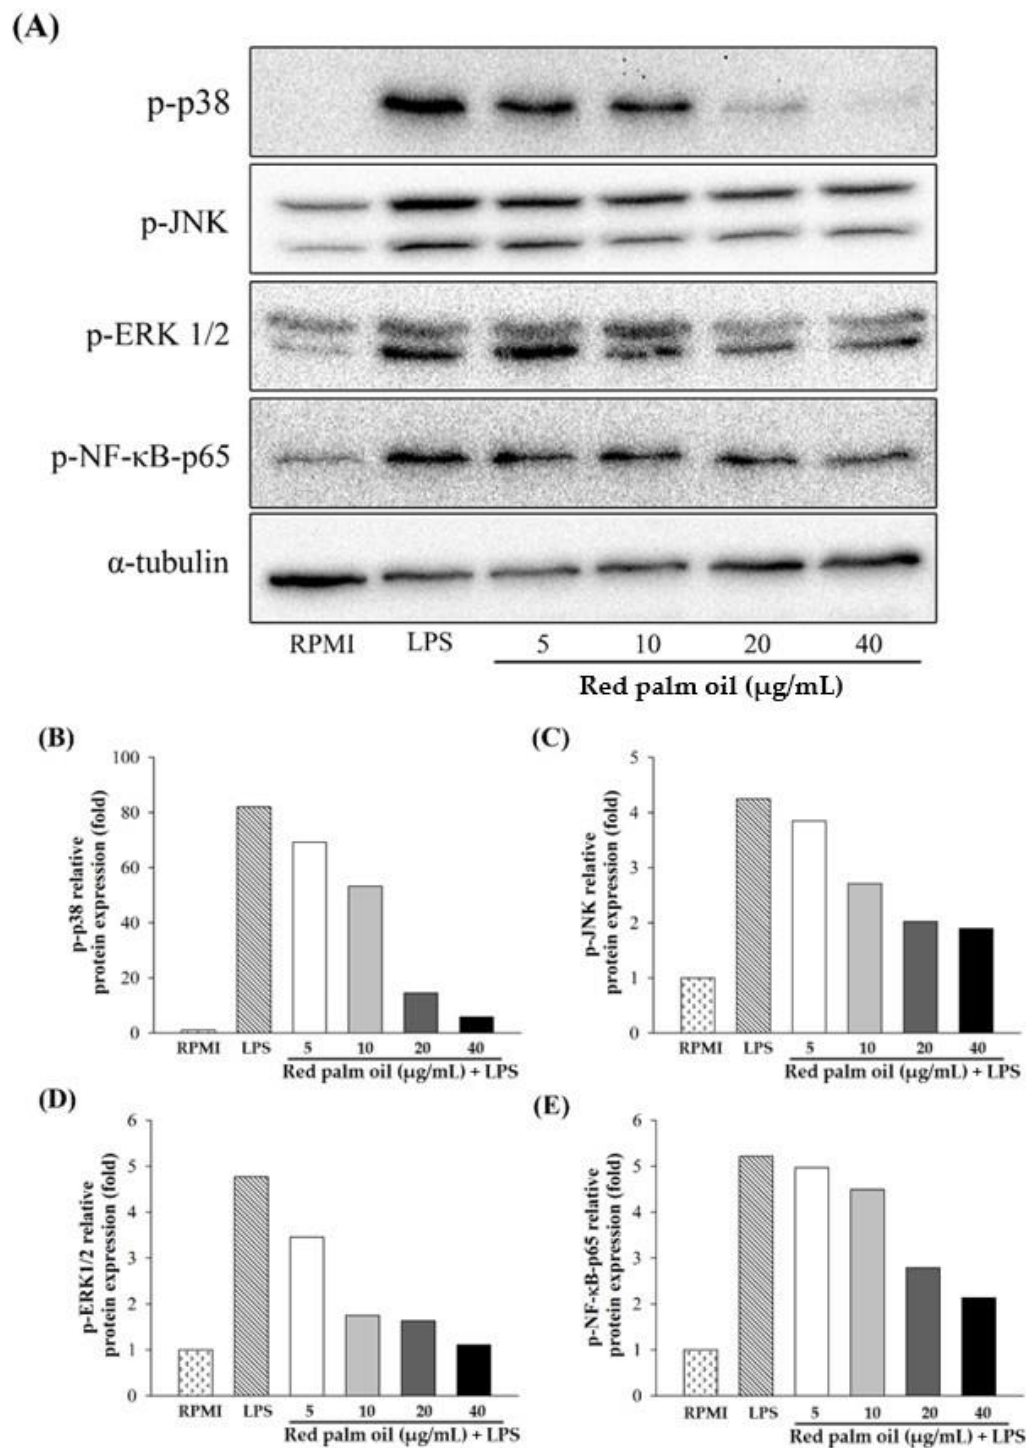 (A)
p-p38
p-JNK
p-ERK 1/2
p-NF-κB-p65
α-tubulin
RPMI LPS 5 10 20 40
Red palm oil (µg/mL)
(B)
p-p38 relative
protein expression (fold)
100
80
60
40
20
0
RPMI LPS 5 10 20 40
Red palm oil (µg/mL) + LPS
(C)
p-JNK relative
protein expression (fold)
5
4
3
2
1
0
RPMI LPS 5 10 20 40
Red palm oil (µg/mL) + LPS
(D)
p-ERK1/2 relative
protein expression (fold)
6
5
4
3
2
1
0
RPMI LPS 5 10 20 40
Red palm oil (µg/mL) + LPS
(E)
p-NF-κB-p65 relative
protein expression (fold)
6
5
4
3
2
1
0
RPMI LPS 5 10 20 40
Red palm oil (µg/mL) + LPS